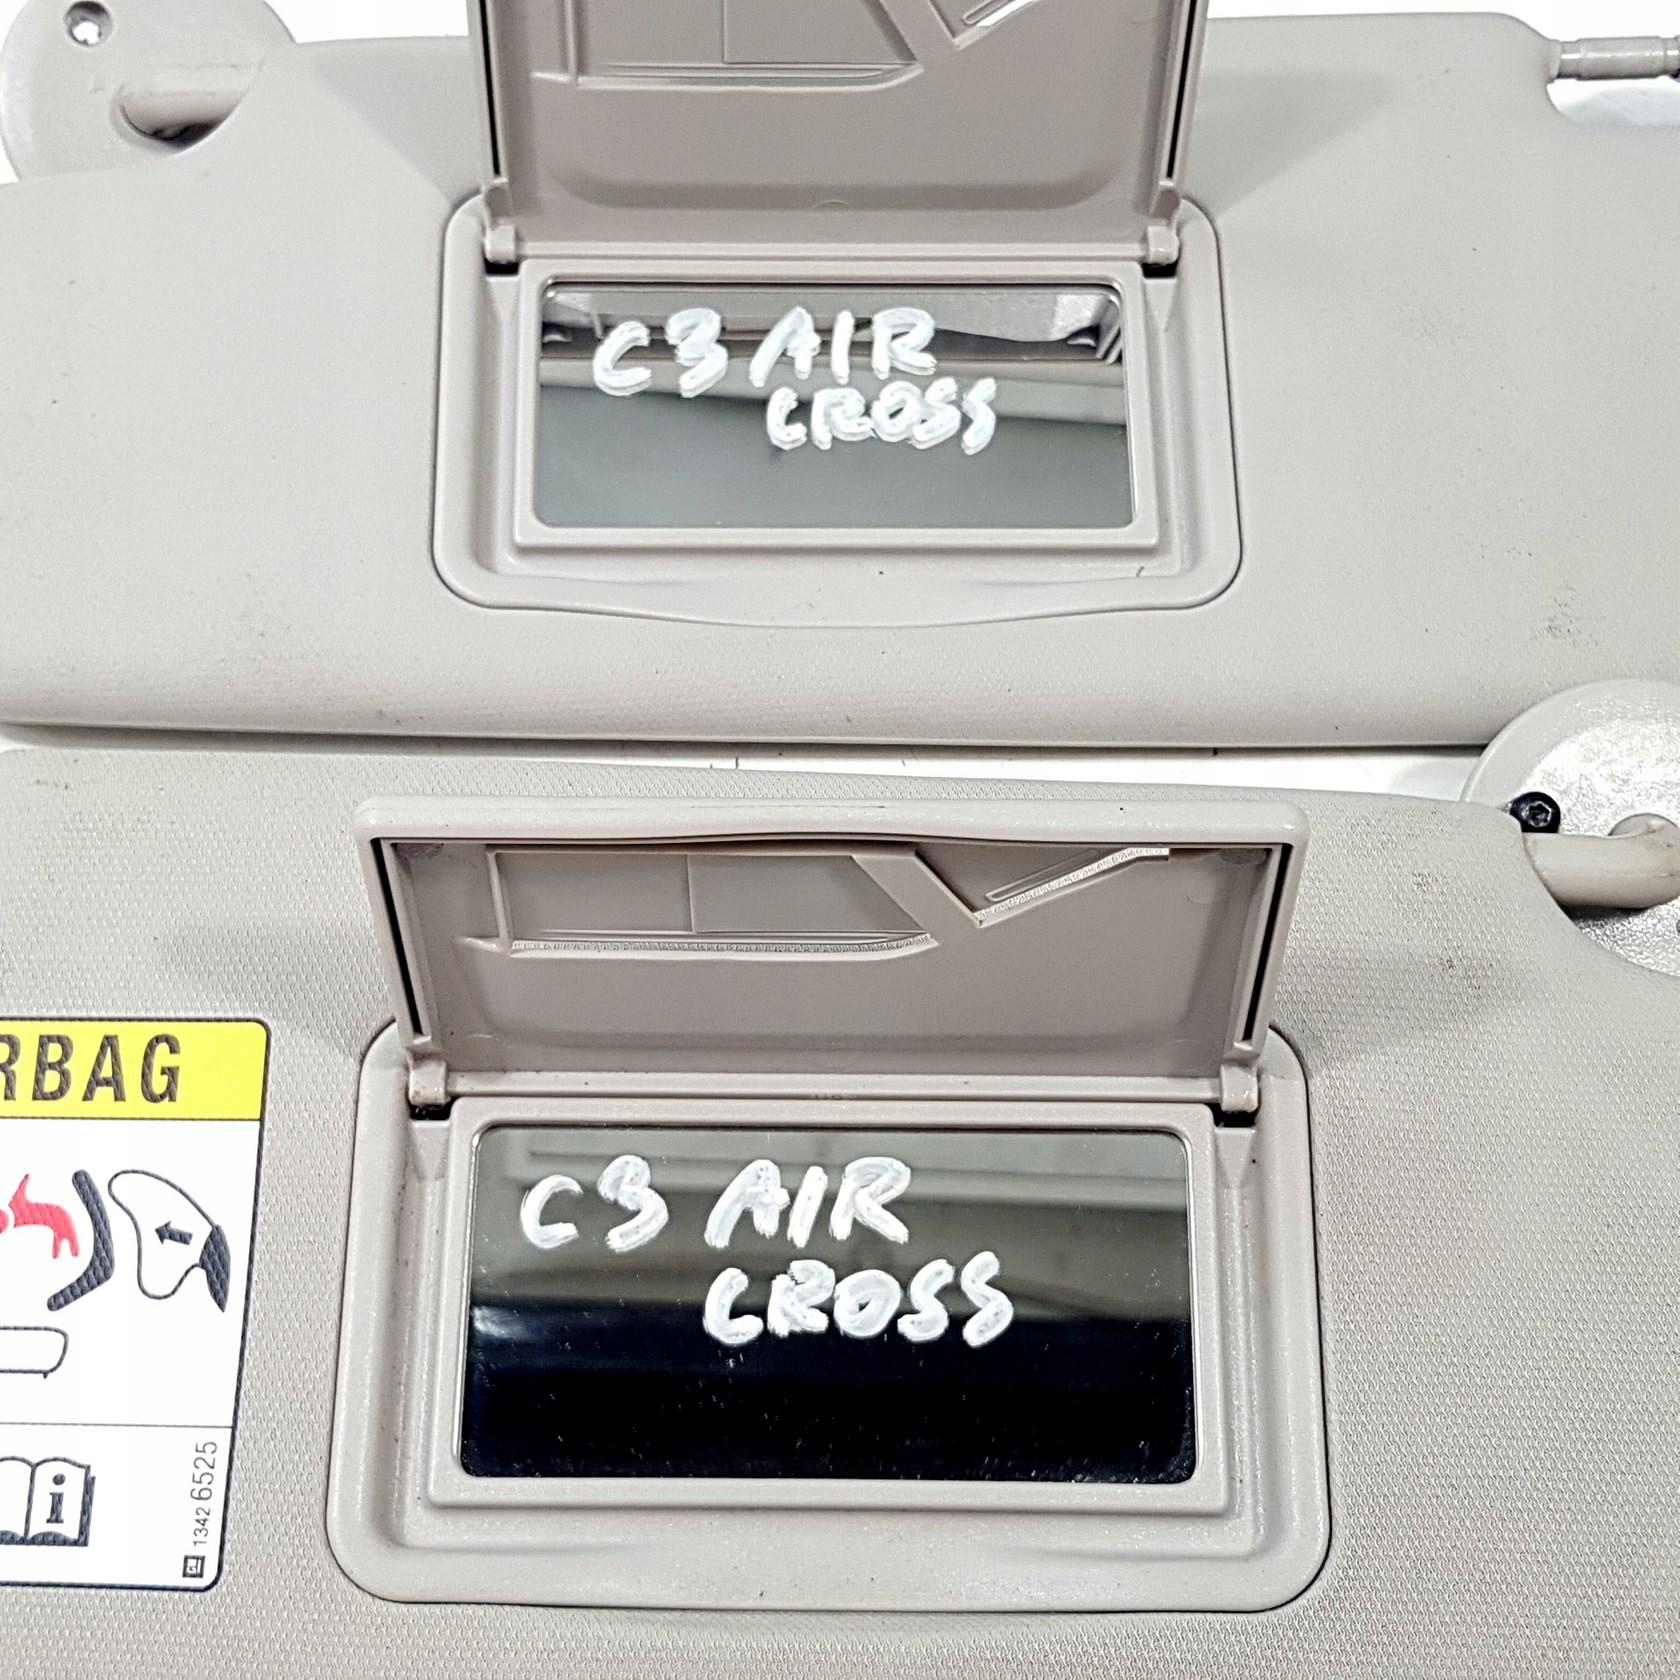 C3 AIR
CROSS
RBAG
C3 AIR
CROSS
i
1342 6525